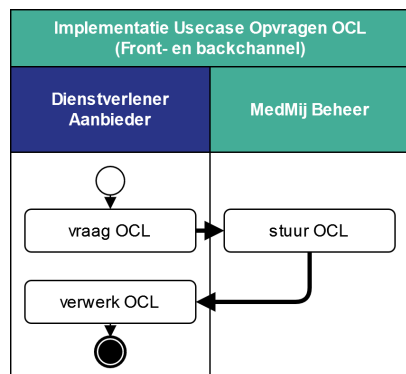 Implementatie Usecase Opvragen OCL
(Front- en backchannel)
Dienstverlener
Aanbieder
MedMij Beheer
vraag OCL
stuur OCL
verwerk OCL